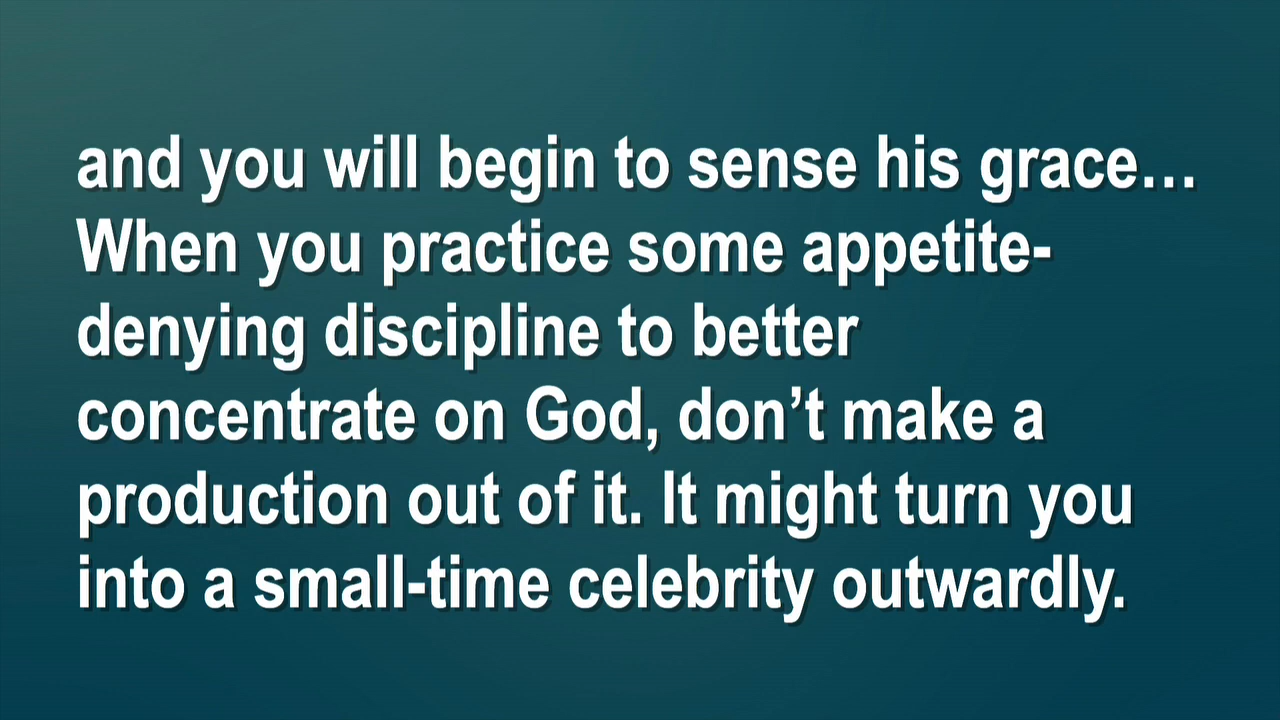 and you will begin to sense his grace…
When you practice some appetite-
denying discipline to better
concentrate on God, don’t make a
production out of it. It might turn you
into a small-time celebrity outwardly.